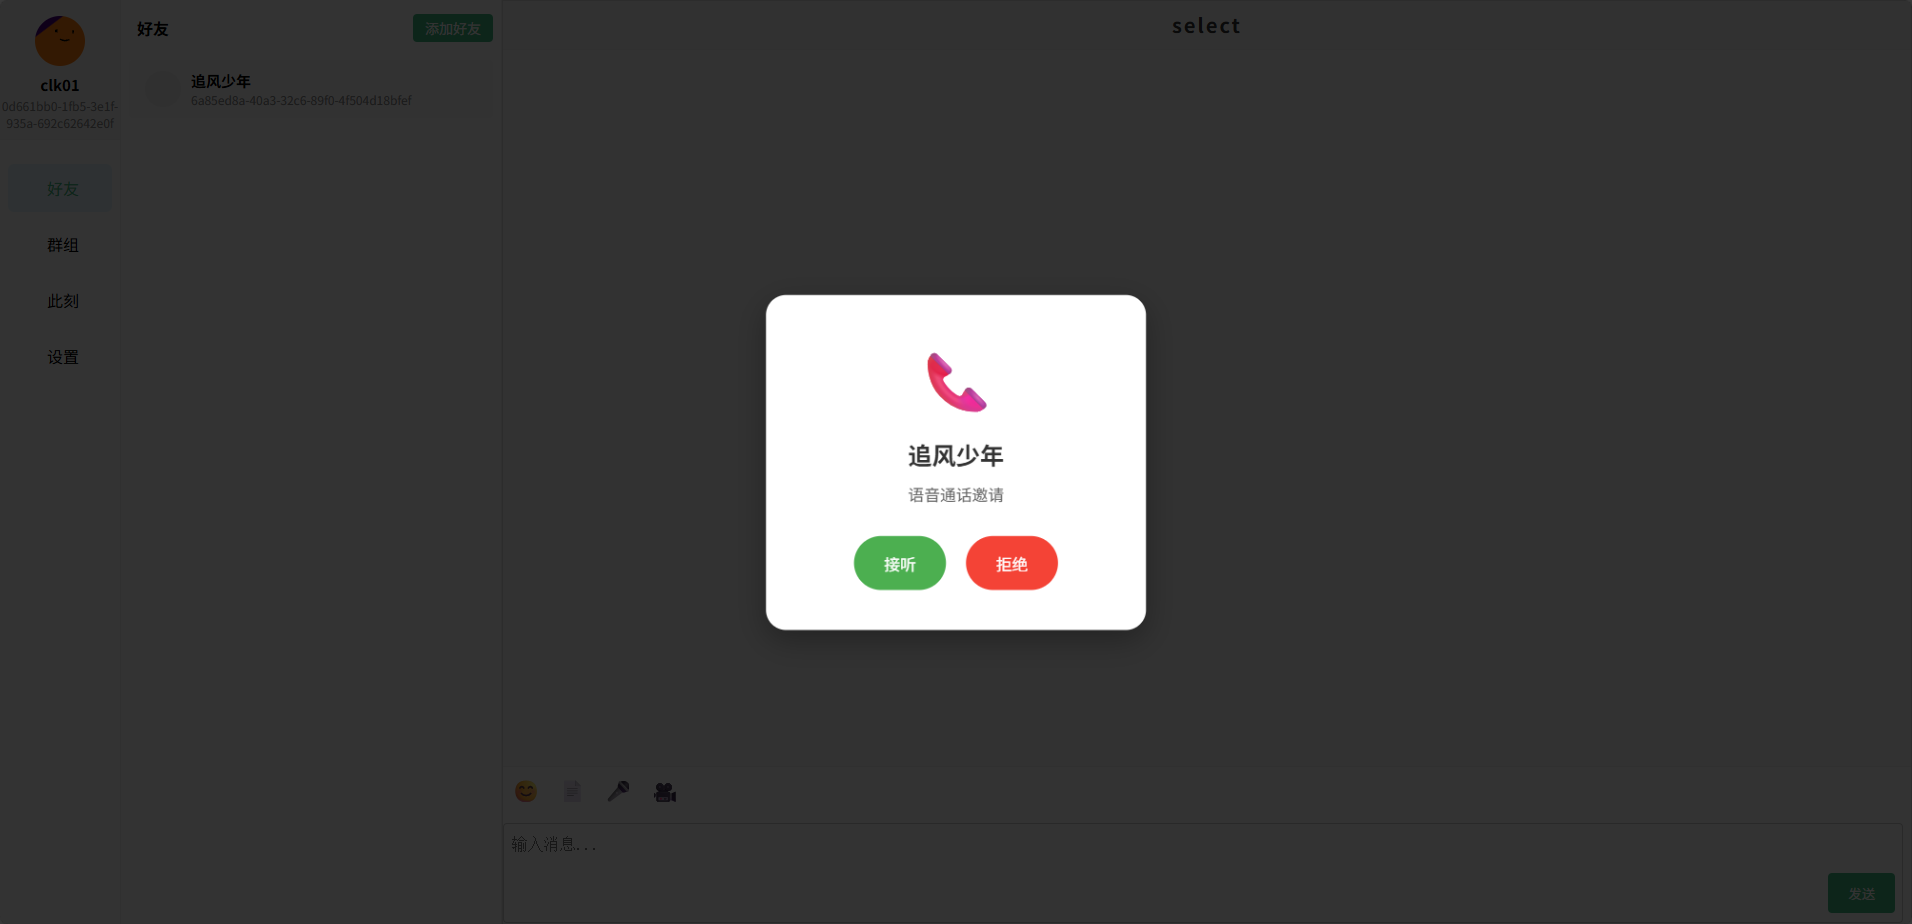 clk01
0d661bb0-1fb5-3e1f-
935a-692c62642e0f
好友
群组
此刻
设置
好友
添加好友
追风少年
6a85ed8a-40a3-32c6-89f0-4f504d18bfef
select
追风少年
语音通话邀请
接听
拒绝
输入消息...
发送